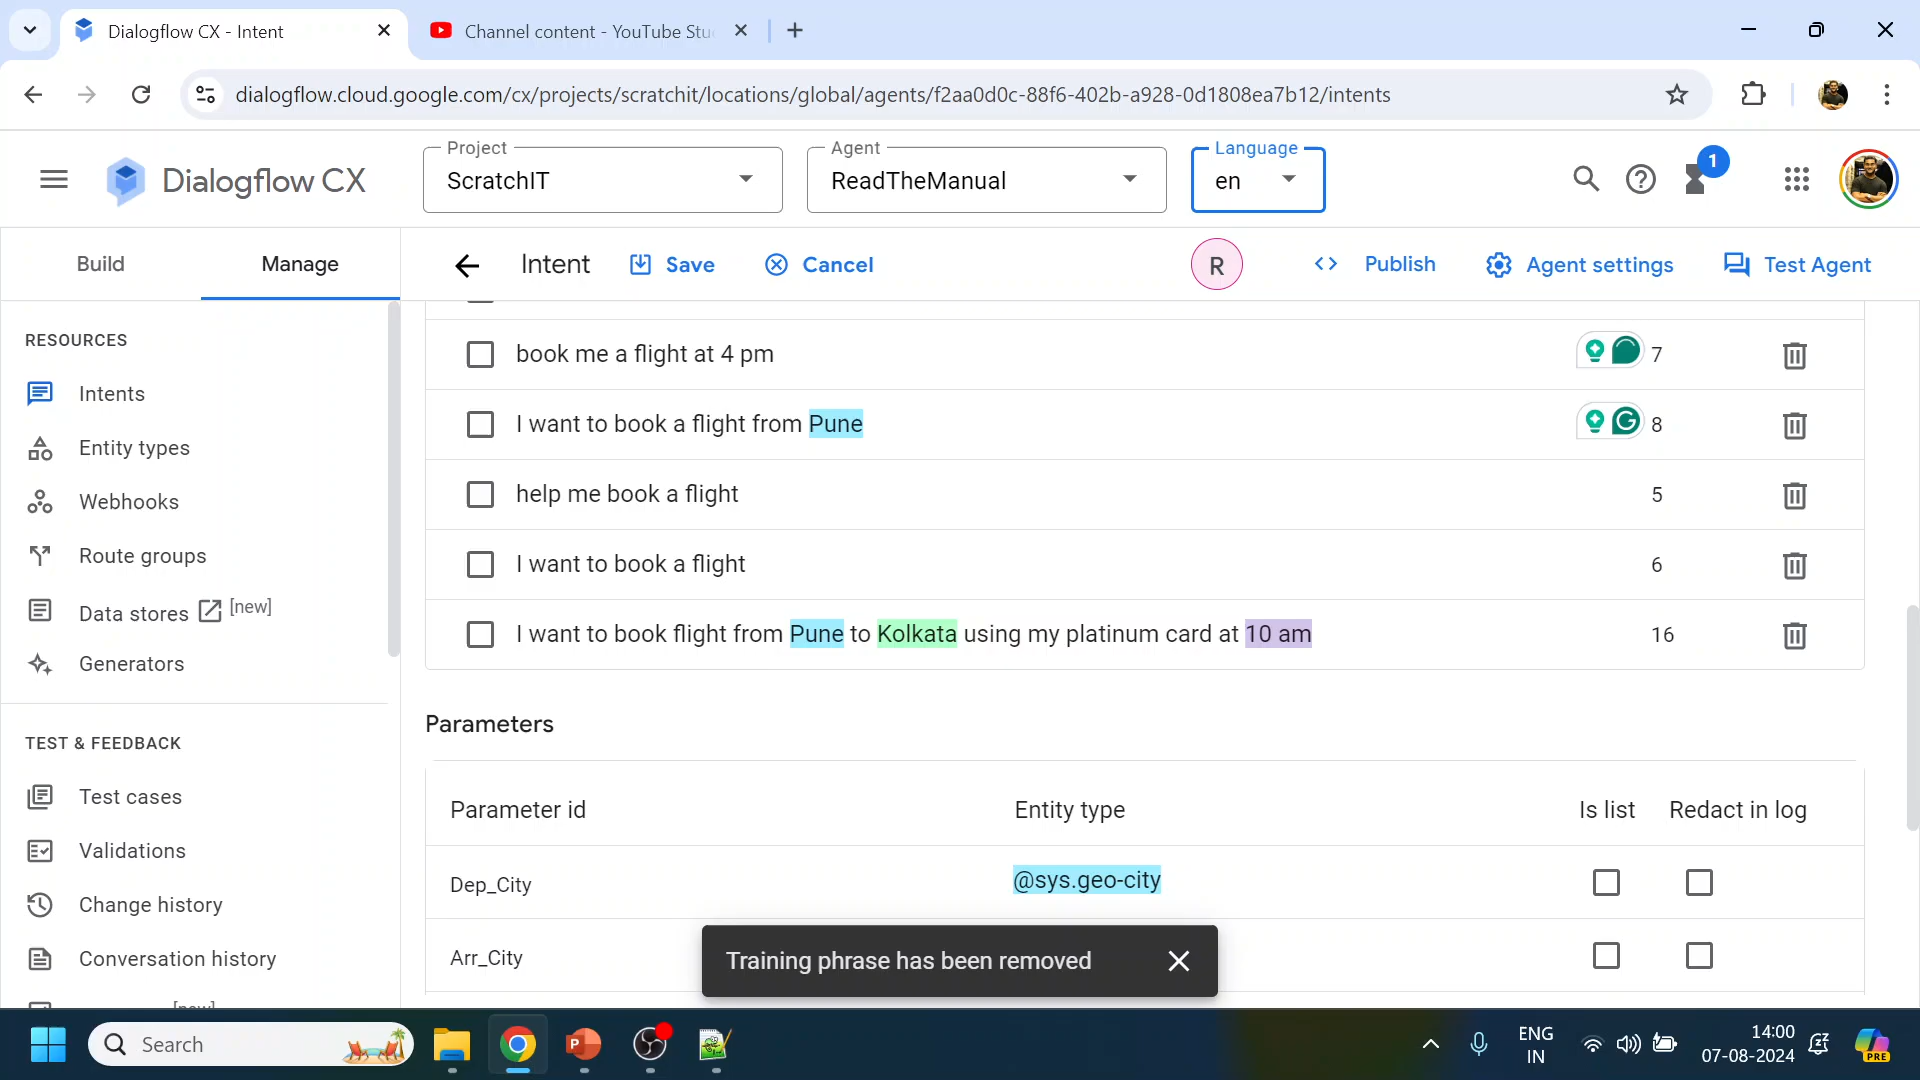 Dialogflow CX - Intent
Channel content - YouTube Stu
dialogflow.cloud.google.com/cx/projects/scratchit/locations/global/agents/f2aa0d0c-88f6-402b-a928-0d1808ea7b12/intents
Dialogflow CX
Project
ScratchIT
Agent
ReadTheManual
Language
en
1
Build
Manage
Intent
Save
Cancel
R
Publish
Agent settings
Test Agent
RESOURCES
Intents
Entity types
Webhooks
Route groups
Data stores [new]
Generators
TEST & FEEDBACK
Test cases
Validations
Change history
Conversation history
[new]
book me a flight at 4 pm 7
I want to book a flight from Pune 8
help me book a flight 5
I want to book a flight 6
I want to book flight from Pune to Kolkata using my platinum card at 10 am 16
Parameters
Parameter id Entity type Is list Redact in log
Dep_City @sys.geo-city
Arr_City
Training phrase has been removed
Search
ENG
IN
14:00
07-08-2024
PRE